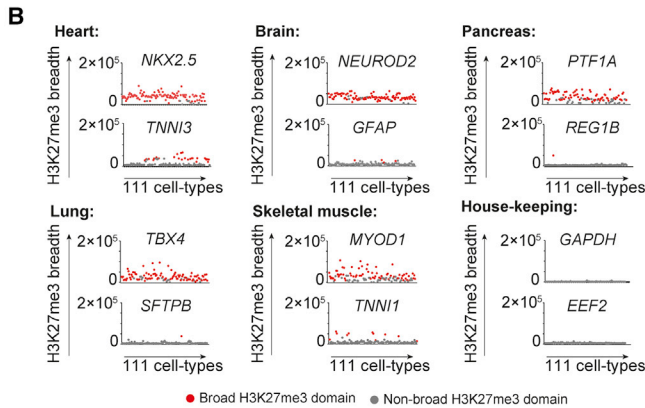 B
Heart:
H3K27me3 breadth
2×10⁵
NKX2.5
0
2×10⁵
TNNI3
0
111 cell-types
Brain:
H3K27me3 breadth
2×10⁵
NEUROD2
0
2×10⁵
GFAP
0
111 cell-types
Pancreas:
H3K27me3 breadth
2×10⁵
PTF1A
0
2×10⁵
REG1B
0
111 cell-types
Lung:
H3K27me3 breadth
2×10⁵
TBX4
0
2×10⁵
SFTPB
0
111 cell-types
Skeletal muscle:
H3K27me3 breadth
2×10⁵
MYOD1
0
2×10⁵
TNNI1
0
111 cell-types
House-keeping:
H3K27me3 breadth
2×10⁵
GAPDH
0
2×10⁵
EEF2
0
111 cell-types
Broad H3K27me3 domain
Non-broad H3K27me3 domain